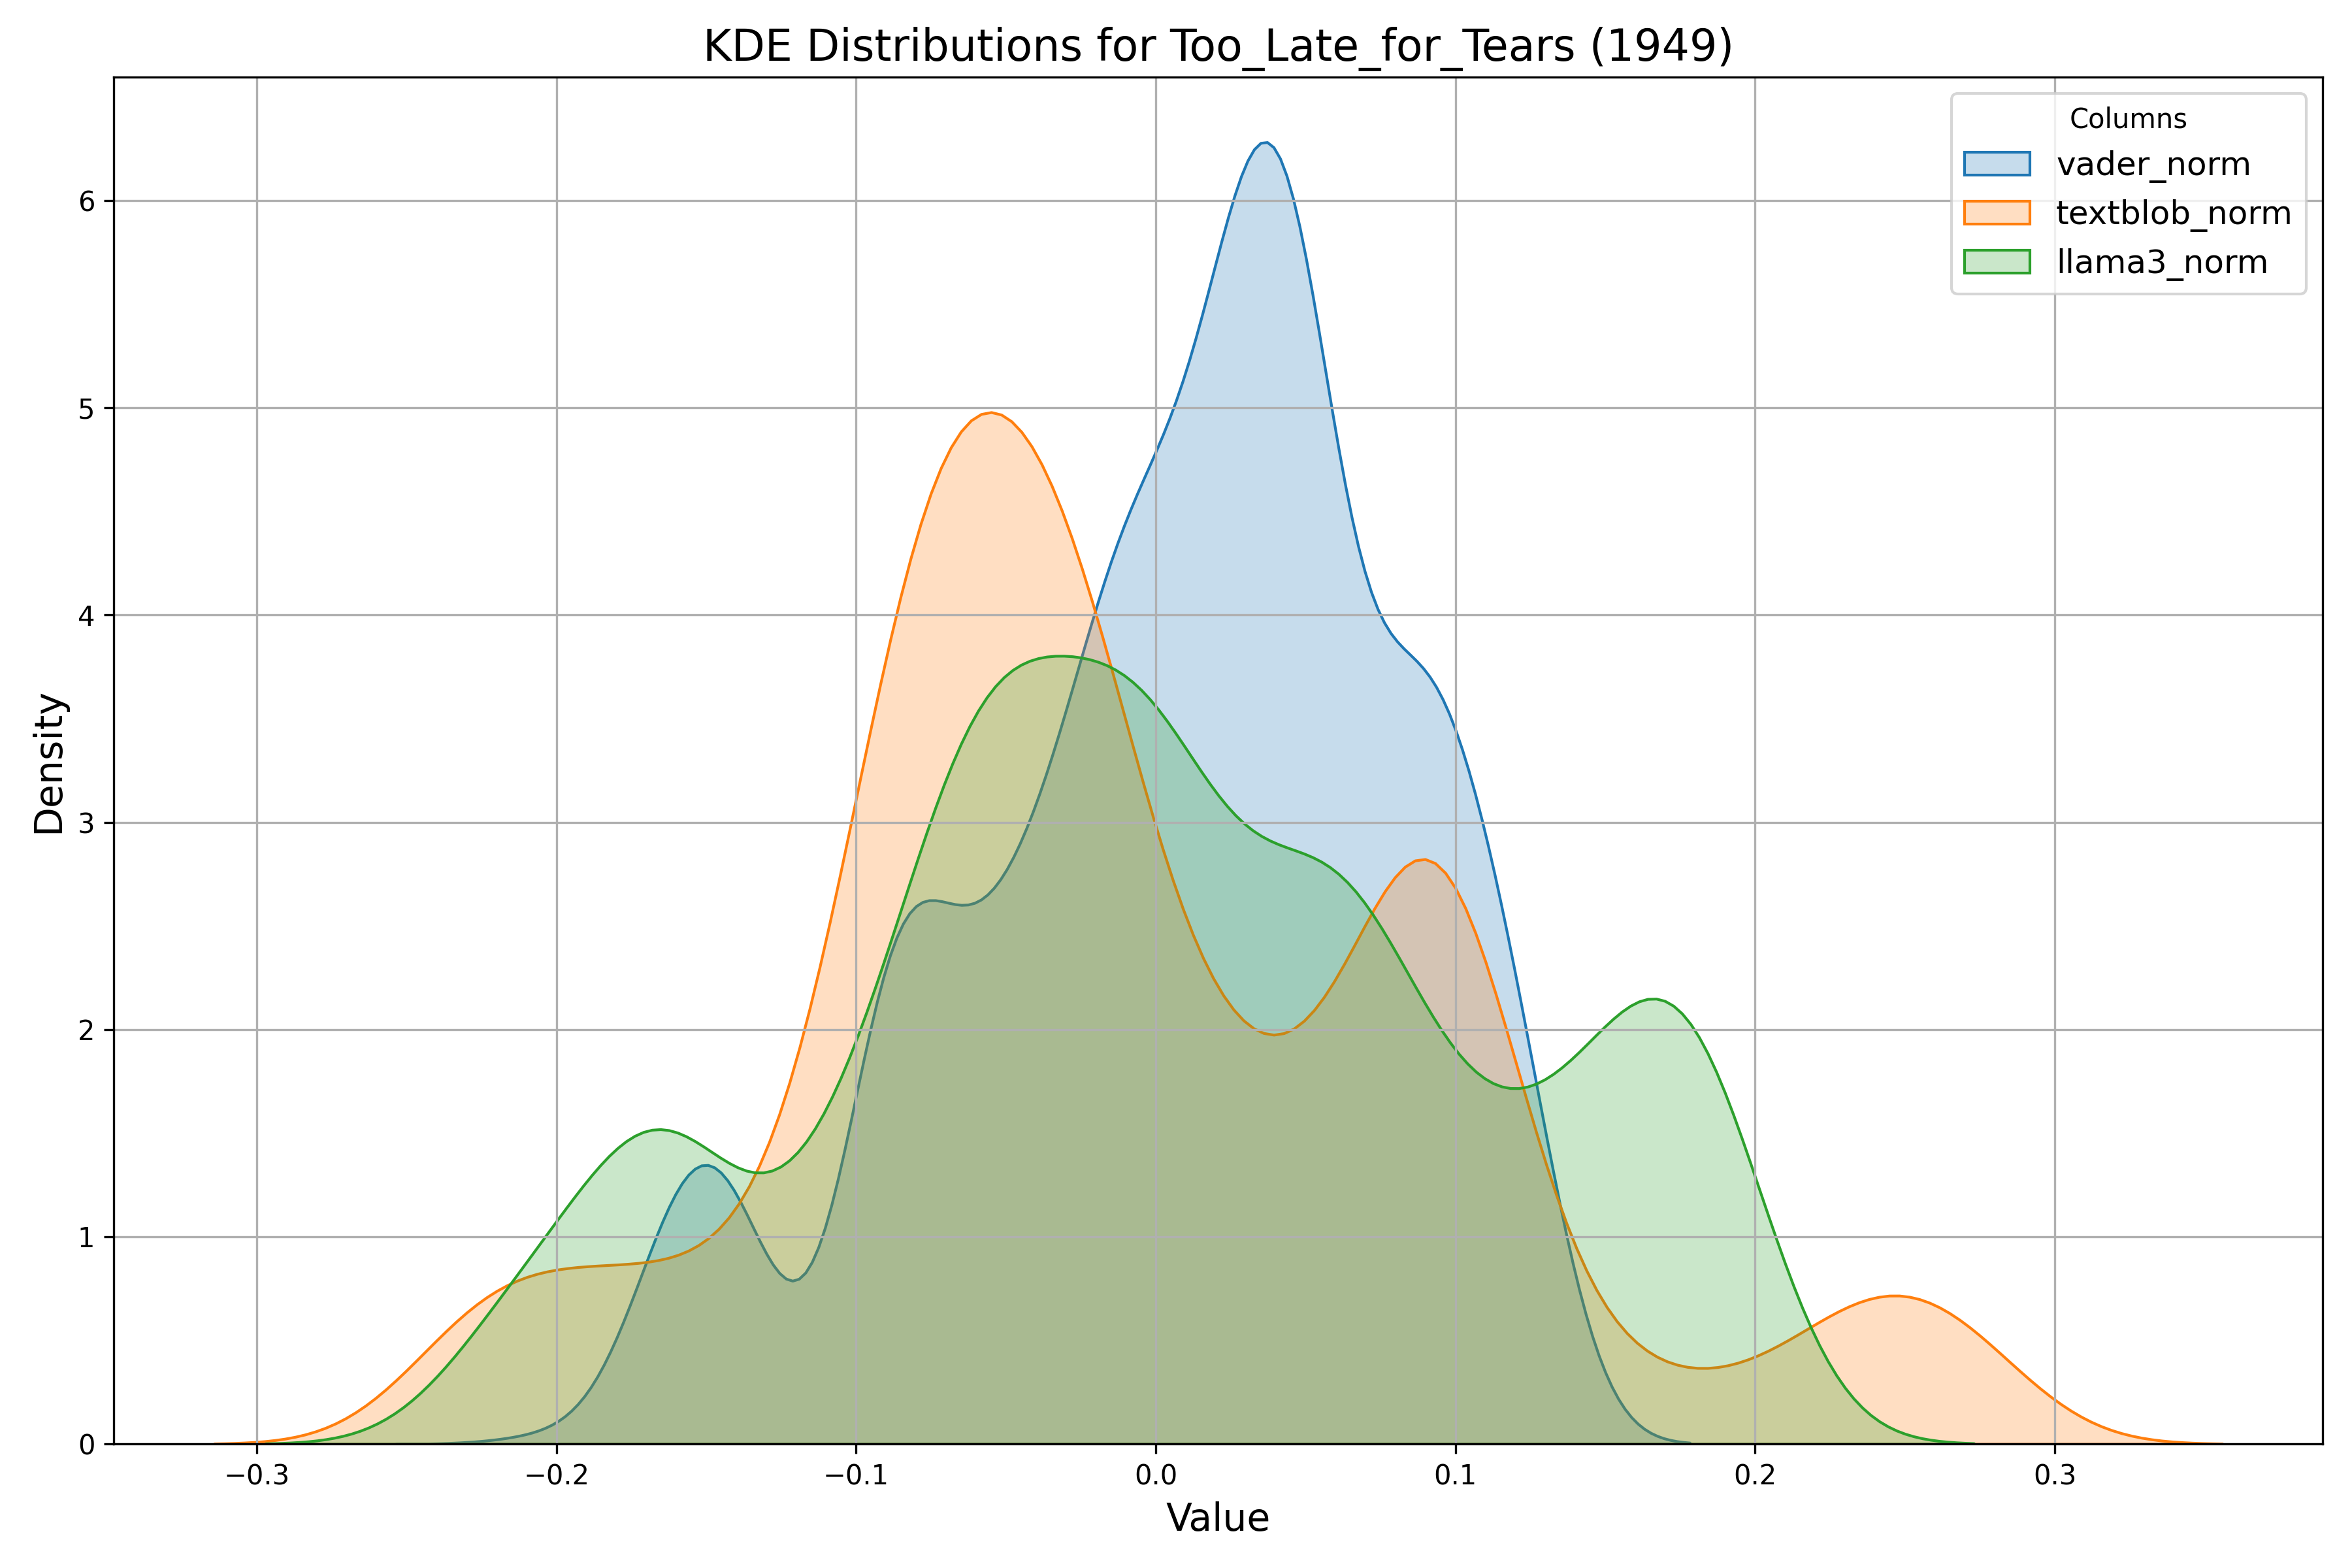 KDE Distributions for Too_Late_for_Tears (1949)
Columns
vader_norm
textblob_norm
llama3_norm
Density
6
5
4
3
2
1
0
−0.3 −0.2 −0.1 0.0 0.1 0.2 0.3
Value